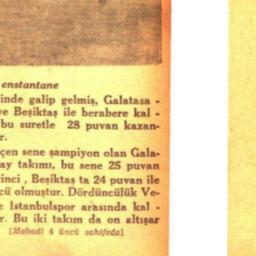 enstantane
inde galip gelmiş, Galatasa -
ve Beşiktaş ile berabere kal -
bu suretle 28 puvan kazan-
r.
çen sene şampiyon olan Gala-
ay takımı, bu sene 25 puvan
inci, Beşiktaş ta 24 puvan ile
cü olmuştur. Dördüncülük Ve-
e İstanbulspor arasında kal -
r. Bu iki takım da on altışar
[Mabadi 4 üncü sahifede]